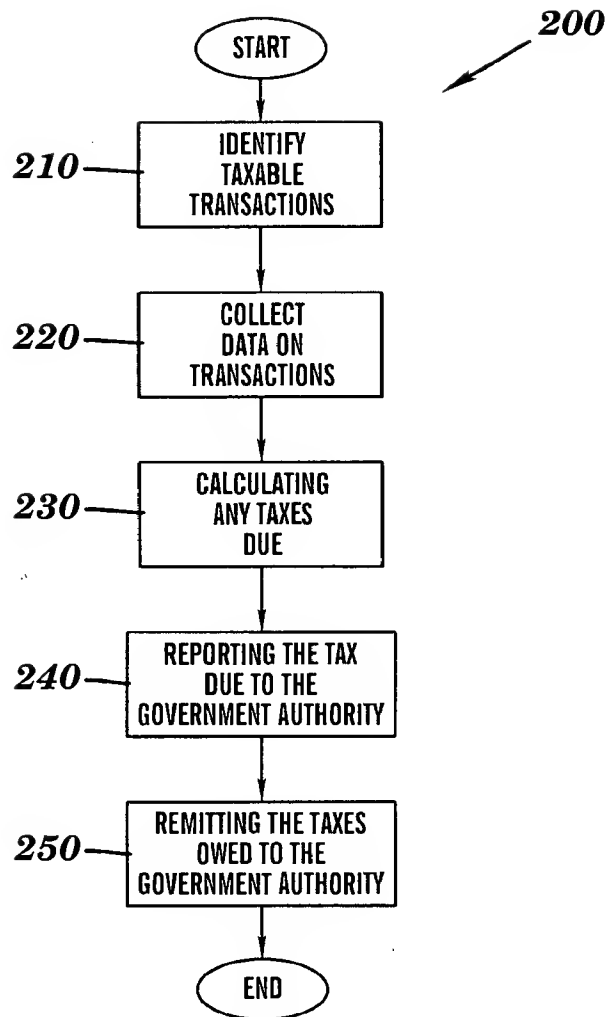 START
200
210
IDENTIFY
TAXABLE
TRANSACTIONS
220
COLLECT
DATA ON
TRANSACTIONS
230
CALCULATING
ANY TAXES
DUE
240
REPORTING THE TAX
DUE TO THE
GOVERNMENT AUTHORITY
250
REMITTING THE TAXES
OWED TO THE
GOVERNMENT AUTHORITY
END